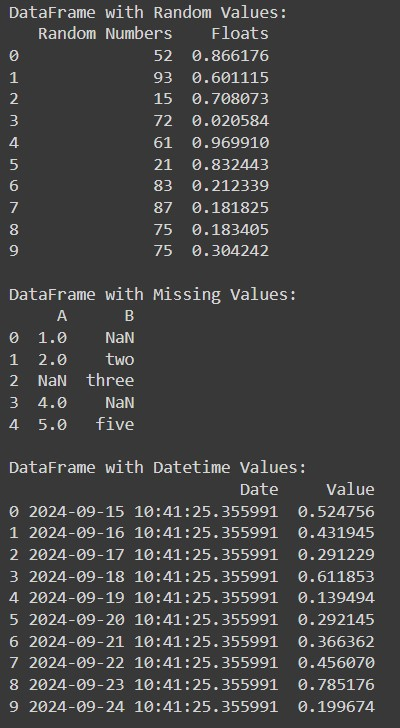 DataFrame with Random Values:
   Random Numbers    Floats
0              52  0.866176
1              93  0.601115
2              15  0.708073
3              72  0.020584
4              61  0.969910
5              21  0.832443
6              83  0.212339
7              87  0.181825
8              75  0.183405
9              75  0.304242

DataFrame with Missing Values:
     A      B
0  1.0    NaN
1  2.0    two
2  NaN  three
3  4.0    NaN
4  5.0   five

DataFrame with Datetime Values:
                        Date     Value
0 2024-09-15 10:41:25.355991  0.524756
1 2024-09-16 10:41:25.355991  0.431945
2 2024-09-17 10:41:25.355991  0.291229
3 2024-09-18 10:41:25.355991  0.611853
4 2024-09-19 10:41:25.355991  0.139494
5 2024-09-20 10:41:25.355991  0.292145
6 2024-09-21 10:41:25.355991  0.366362
7 2024-09-22 10:41:25.355991  0.456070
8 2024-09-23 10:41:25.355991  0.785176
9 2024-09-24 10:41:25.355991  0.199674